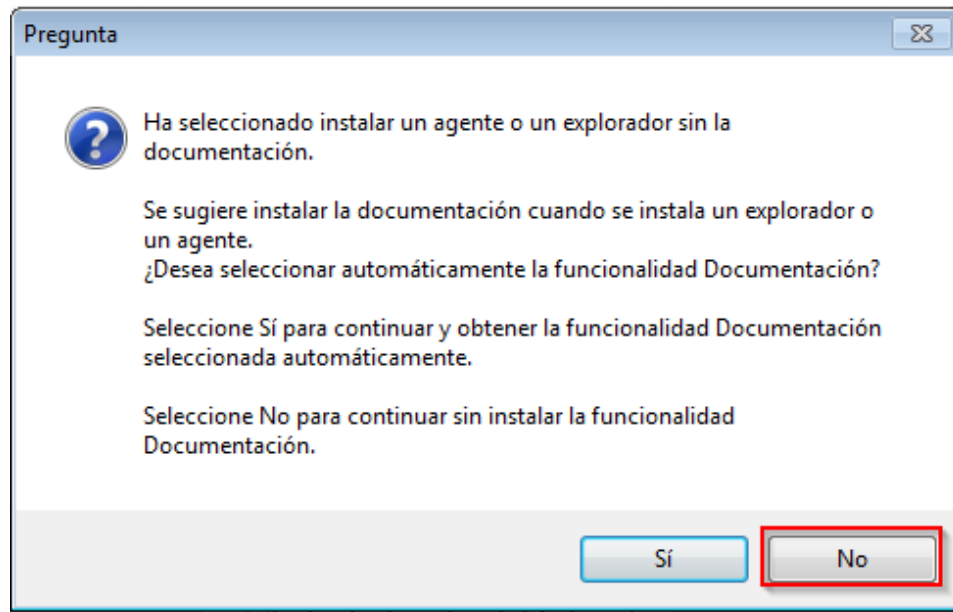 Pregunta
Ha seleccionado instalar un agente o un explorador sin la
documentación.
Se sugiere instalar la documentación cuando se instala un explorador o
un agente.
¿Desea seleccionar automáticamente la funcionalidad Documentación?
Seleccione Sí para continuar y obtener la funcionalidad Documentación
seleccionada automáticamente.
Seleccione No para continuar sin instalar la funcionalidad
Documentación.
Sí
No